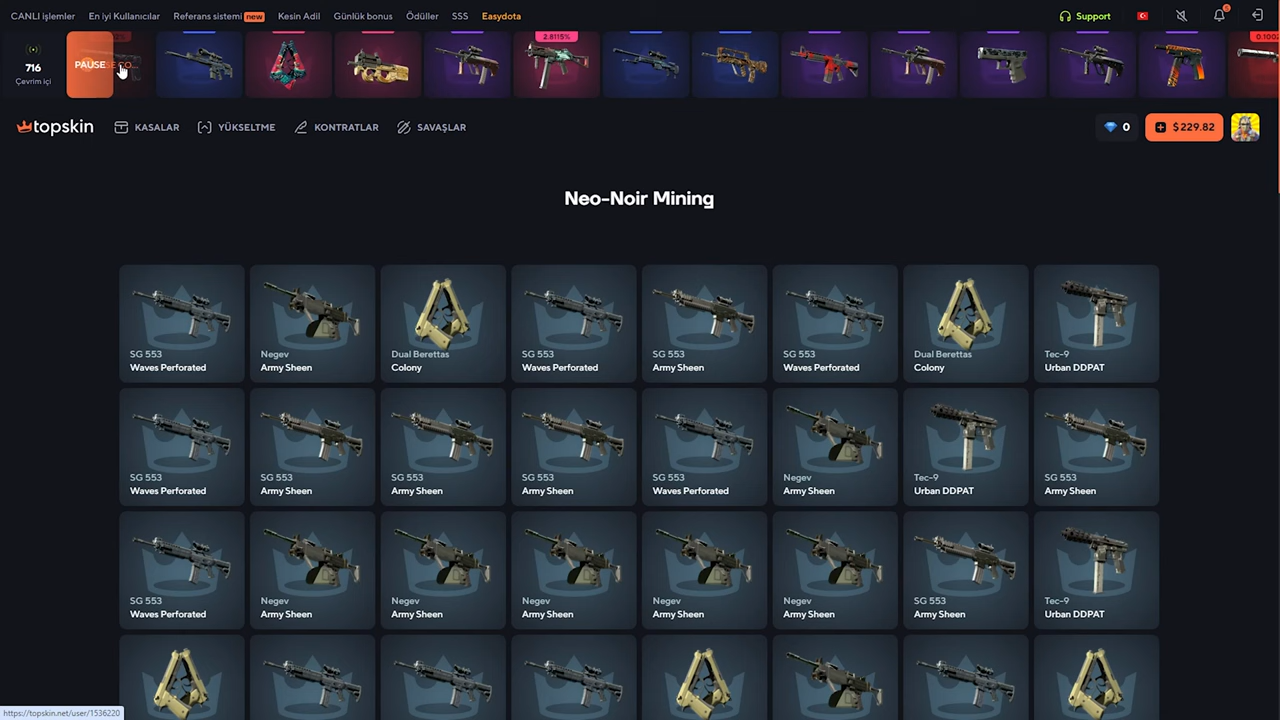 CANLI işlemler
En iyi Kullanıcılar
Referans sistemi new
Kesin Adil
Günlük bonus
Ödüller
SSS
Easydota
Support
5
716
Çevrim içi
PAUSE
2.8115%
topskin
KASALAR
YÜKSELTME
KONTRATLAR
SAVAŞLAR
0
$229.82
Neo-Noir Mining
SG 553
Waves Perforated
Negev
Army Sheen
Dual Berettas
Colony
SG 553
Waves Perforated
SG 553
Army Sheen
SG 553
Waves Perforated
Dual Berettas
Colony
Tec-9
Urban DDPAT
SG 553
Waves Perforated
SG 553
Army Sheen
SG 553
Army Sheen
SG 553
Army Sheen
SG 553
Waves Perforated
Negev
Army Sheen
Tec-9
Urban DDPAT
SG 553
Army Sheen
SG 553
Waves Perforated
Negev
Army Sheen
Negev
Army Sheen
Negev
Army Sheen
Negev
Army Sheen
Negev
Army Sheen
SG 553
Army Sheen
Tec-9
Urban DDPAT
https://topskin.net/user/1536220